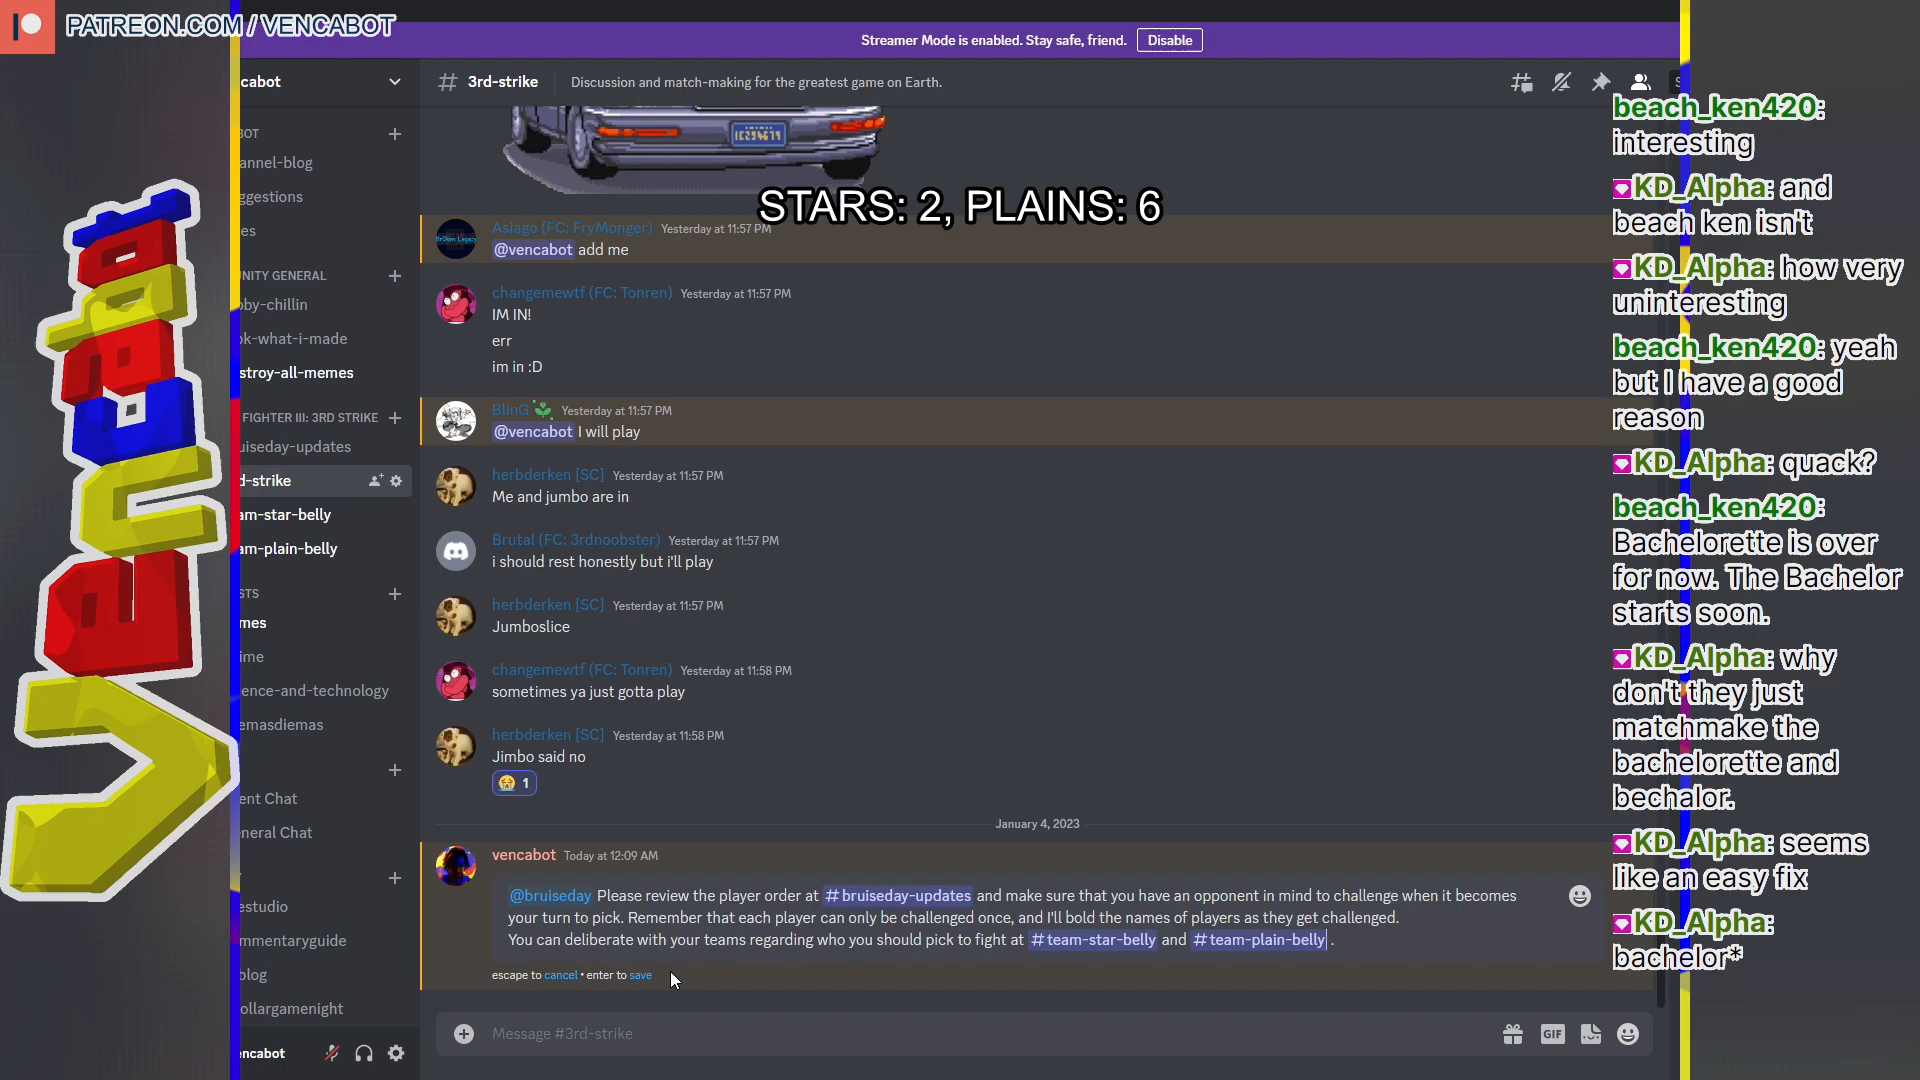 PATREON.COM / VENCABOT
Streamer Mode is enabled. Stay safe, friend. Disable
cabot
3rd-strike
Discussion and match-making for the greatest game on Earth.
BOT
annel-blog
ggestions
es
UNITY GENERAL
by-chillin
ok-what-i-made
stroy-all-memes
FIGHTER III: 3RD STRIKE
uiseday-updates
d-strike
am-star-belly
am-plain-belly
STS
mes
ime
ence-and-technology
emasdiemas
ent Chat
neral Chat
estudio
mmentaryguide
blog
ollargamenight
encabot
vencabot
1CZ94679
STARS: 2, PLAINS: 6
Asiago (FC: FryMonger) Yesterday at 11:57 PM
@vencabot add me
changemewtf (FC: Tonren) Yesterday at 11:57 PM
IM IN!
err
im in :D
BlinG Yesterday at 11:57 PM
@vencabot I will play
herbderken [SC] Yesterday at 11:57 PM
Me and jumbo are in
Brutal (FC: 3rdnoobster) Yesterday at 11:57 PM
i should rest honestly but i'll play
herbderken [SC] Yesterday at 11:57 PM
Jumboslice
changemewtf (FC: Tonren) Yesterday at 11:58 PM
sometimes ya just gotta play
herbderken [SC] Yesterday at 11:58 PM
Jimbo said no
1
January 4, 2023
vencabot Today at 12:09 AM
@bruiseday Please review the player order at # bruiseday-updates and make sure that you have an opponent in mind to challenge when it becomes
your turn to pick. Remember that each player can only be challenged once, and I'll bold the names of players as they get challenged.
You can deliberate with your teams regarding who you should pick to fight at # team-star-belly and # team-plain-belly .
escape to cancel • enter to save
Message #3rd-strike
GIF
beach_ken420:
interesting
KD_Alpha: and
beach ken isn't
KD_Alpha: how very
uninteresting
beach_ken420: yeah
but I have a good
reason
KD_Alpha: quack?
beach_ken420:
Bachelorette is over
for now. The Bachelor
starts soon.
KD_Alpha: why
don't they just
matchmake the
bachelorette and
bechalor.
KD_Alpha: seems
like an easy fix
KD_Alpha:
bachelor*